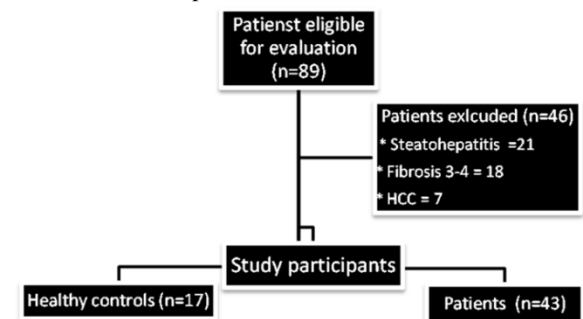 Patienst eligible
for evaluation
(n=89)
Patients exlcuded (n=46)
* Steatohepatitis =21
* Fibrosis 3-4 = 18
* HCC = 7
Study participants
Healthy controls (n=17)
Patients (n=43)